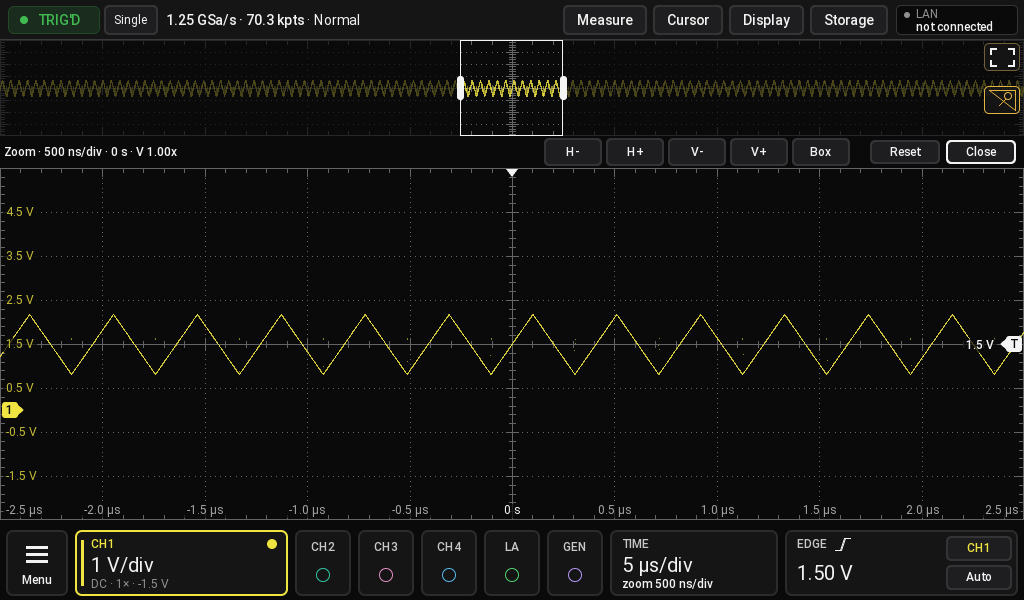 TRIG'D
Single
1.25 GSa/s · 70.3 kpts · Normal
Measure
Cursor
Display
Storage
LAN
not connected
Zoom · 500 ns/div · 0 s · V 1.00x
H-
H+
V-
V+
Box
Reset
Close
4.5 V
3.5 V
2.5 V
1.5 V
1.5 V
T
0.5 V
1
-0.5 V
-1.5 V
-2.5 µs
-2.0 µs
-1.5 µs
-1.0 µs
-0.5 µs
0 s
0.5 µs
1.0 µs
1.5 µs
2.0 µs
2.5 µs
Menu
CH1
1 V/div
DC · 1× · -1.5 V
CH2
CH3
CH4
LA
GEN
TIME
5 µs/div
zoom 500 ns/div
EDGE
1.50 V
CH1
Auto